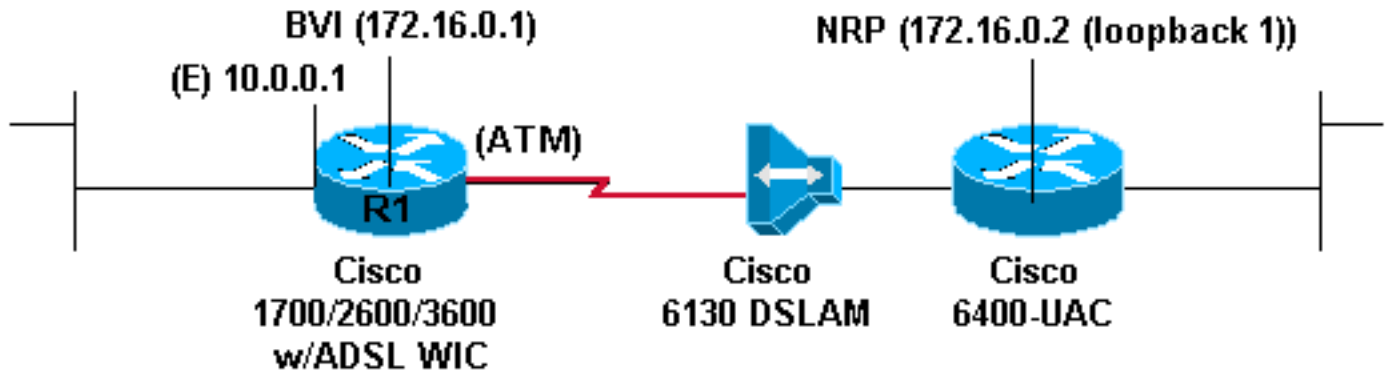 BVI (172.16.0.1)
NRP (172.16.0.2 (loopback 1))
(E) 10.0.0.1
(ATM)
R1
Cisco
1700/2600/3600
w/ADSL WIC
Cisco
6130 DSLAM
Cisco
6400-UAC